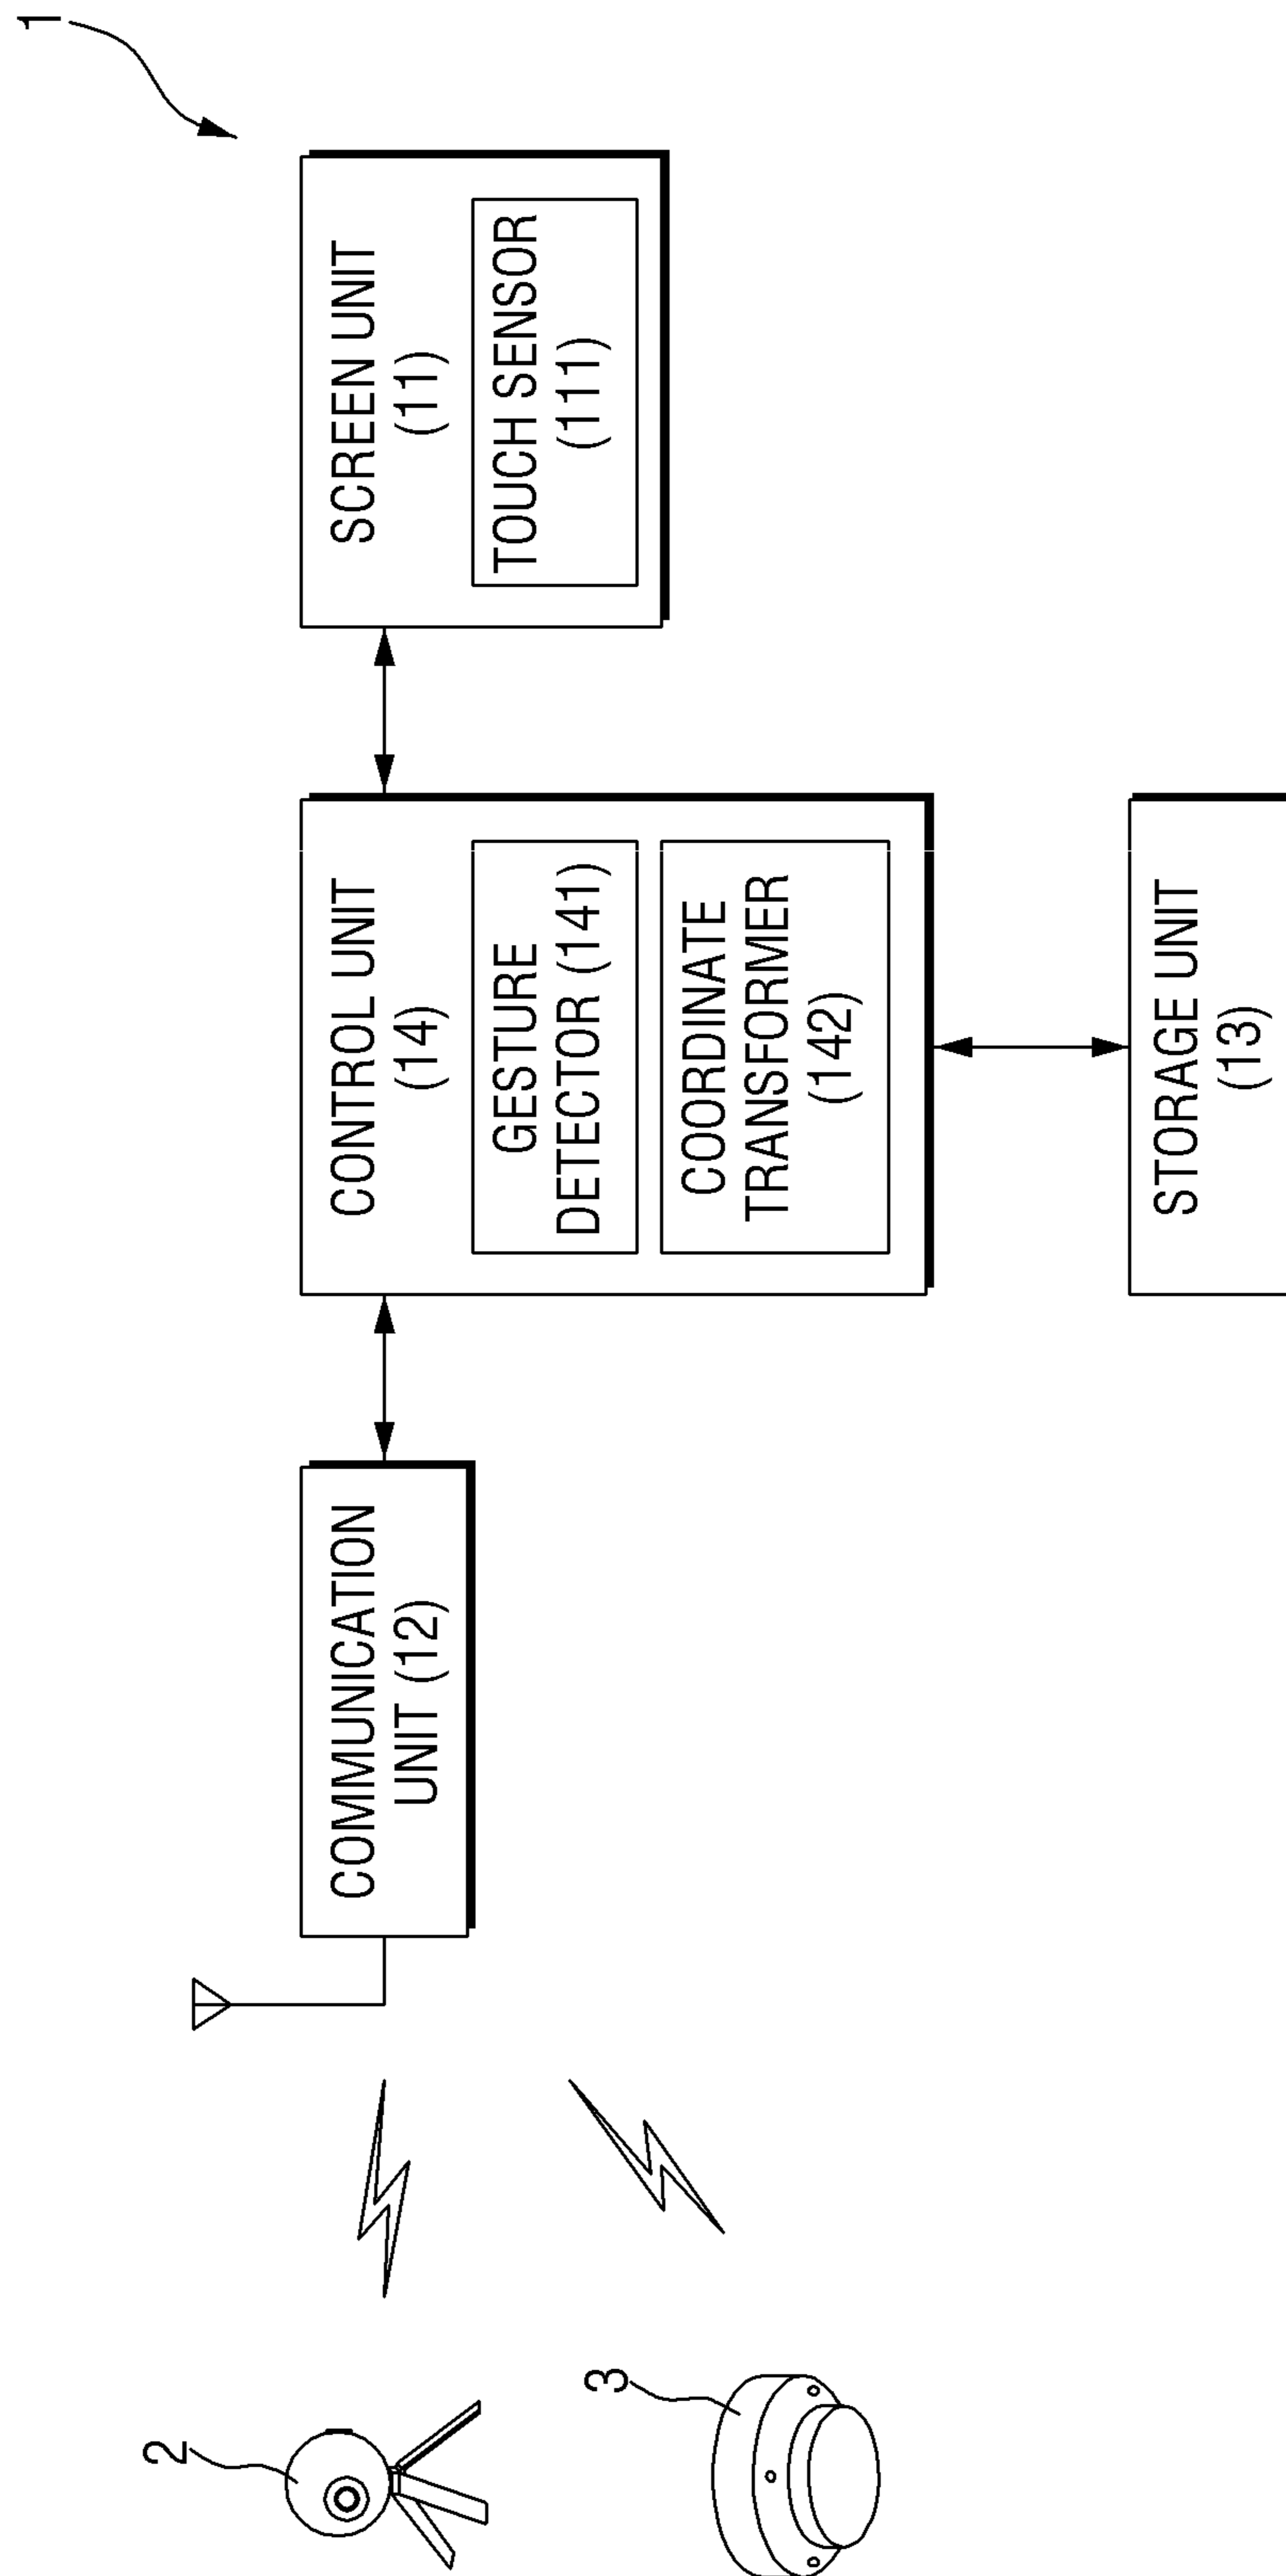 1
2
3
COMMUNICATION
UNIT (12)
CONTROL UNIT
(14)
GESTURE
DETECTOR (141)
COORDINATE
TRANSFORMER
(142)
SCREEN UNIT
(11)
TOUCH SENSOR
(111)
STORAGE UNIT
(13)